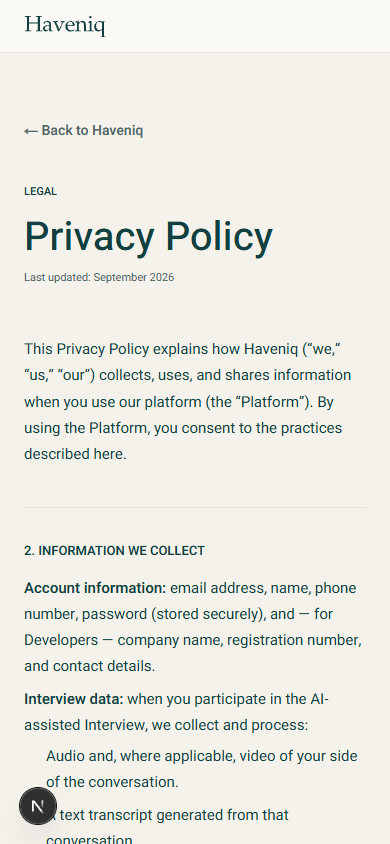 Haveniq
← Back to Haveniq
LEGAL
Privacy Policy
Last updated: September 2026
This Privacy Policy explains how Haveniq (“we,”
“us,” “our”) collects, uses, and shares information
when you use our platform (the “Platform”). By
using the Platform, you consent to the practices
described here.
2. INFORMATION WE COLLECT
Account information: email address, name, phone
number, password (stored securely), and — for
Developers — company name, registration number,
and contact details.
Interview data: when you participate in the AI-
assisted Interview, we collect and process:
Audio and, where applicable, video of your side
of the conversation.
N
text transcript generated from that
conversation.